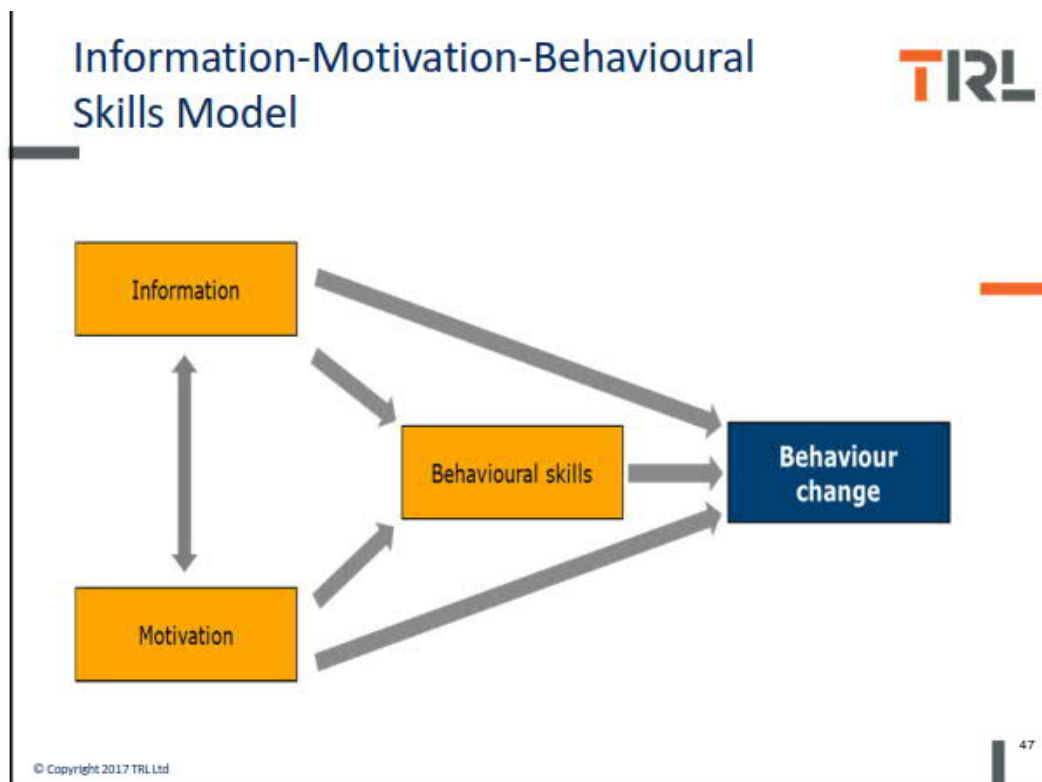 Information-Motivation-Behavioural
Skills Model
TRL
Information
Behavioural skills
Behaviour
change
Motivation
47
© Copyright 2017 TRL Ltd